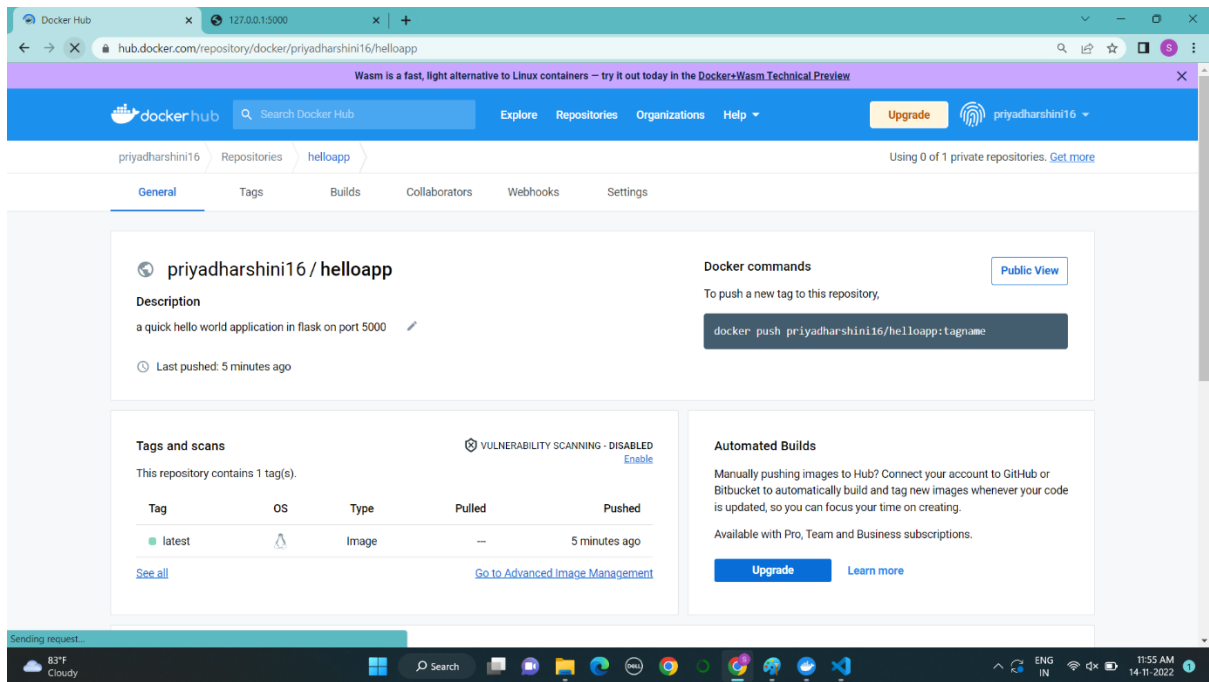 Docker Hub
127.0.0.1:5000
hub.docker.com/repository/docker/priyadharshini16/helloapp
S
Wasm is a fast, light alternative to Linux containers — try it out today in the Docker+Wasm Technical Preview
docker hub
Search Docker Hub
Explore Repositories Organizations Help
Upgrade
priyadharshini16
priyadharshini16 Repositories helloapp
Using 0 of 1 private repositories. Get more
General Tags Builds Collaborators Webhooks Settings
priyadharshini16 / helloapp
Description
a quick hello world application in flask on port 5000
Last pushed: 5 minutes ago
Docker commands
Public View
To push a new tag to this repository,
docker push priyadharshini16/helloapp:tagname
Tags and scans
VULNERABILITY SCANNING - DISABLED
Enable
This repository contains 1 tag(s).
Tag OS Type Pulled Pushed
latest Image --- 5 minutes ago
See all
Go to Advanced Image Management
Automated Builds
Manually pushing images to Hub? Connect your account to GitHub or
Bitbucket to automatically build and tag new images whenever your code
is updated, so you can focus your time on creating.
Available with Pro, Team and Business subscriptions.
Upgrade Learn more
Sending request...
83°F
Cloudy
Search
DELL
S
ENG
IN
11:55 AM
14-11-2022
1